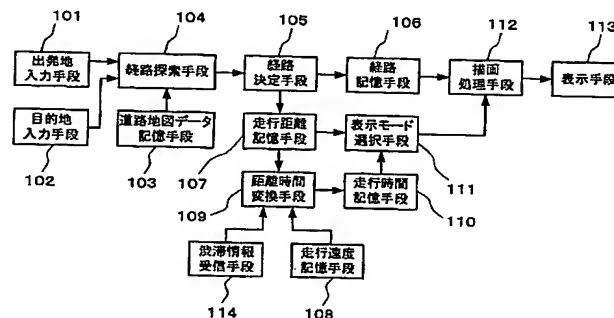 101
104
105
106
112
113
出発地
入力手段
経路探索手段
経路
決定手段
経路
記憶手段
描画
処理手段
表示手段
目的地
入力手段
道路地図データ
記憶手段
走行距離
記憶手段
表示モード
選択手段
102
103
107
111
距離時間
変換手段
走行時間
記憶手段
109
110
渋滞情報
受信手段
走行速度
記憶手段
114
108